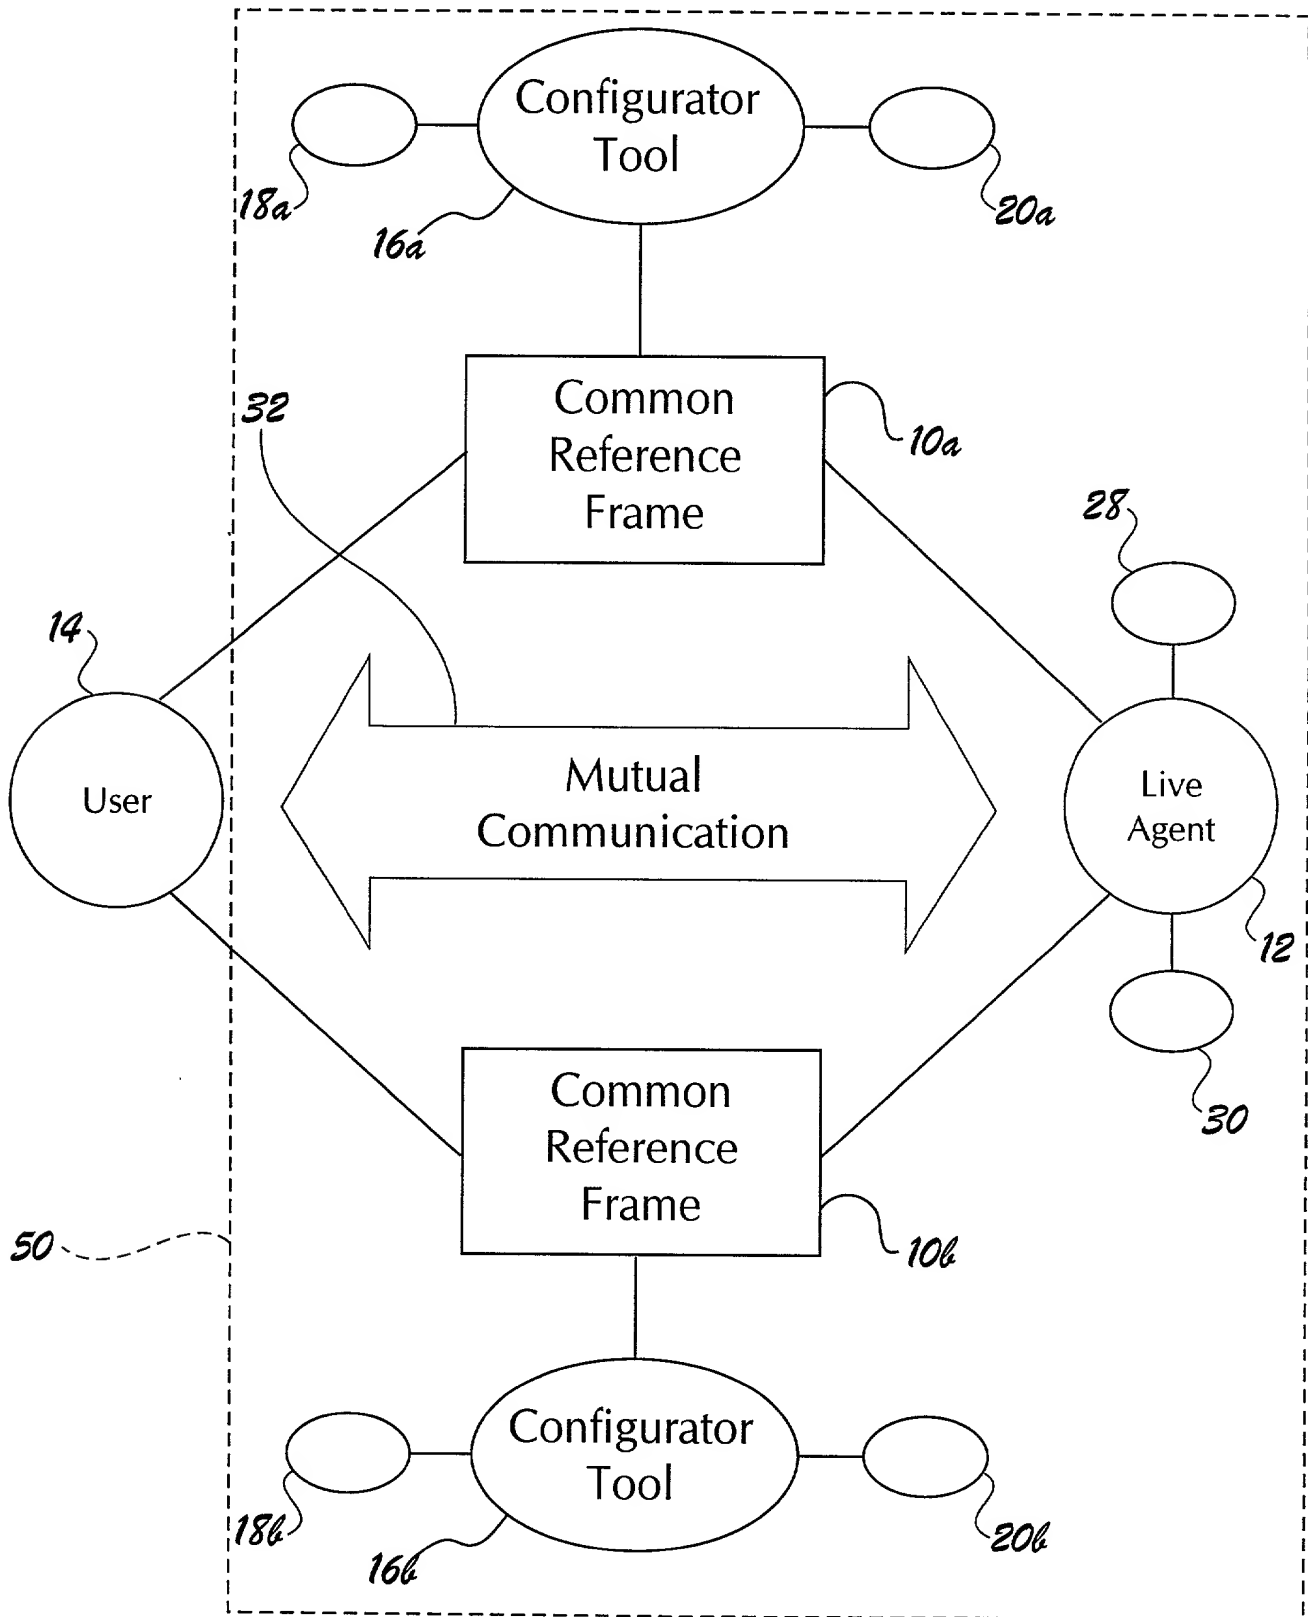 Configurator
Tool
18a
16a
20a
32
Common
Reference
Frame
10a
28
14
User
Mutual
Communication
Live
Agent
12
30
Common
Reference
Frame
10b
50
Configurator
Tool
18b
16b
20b